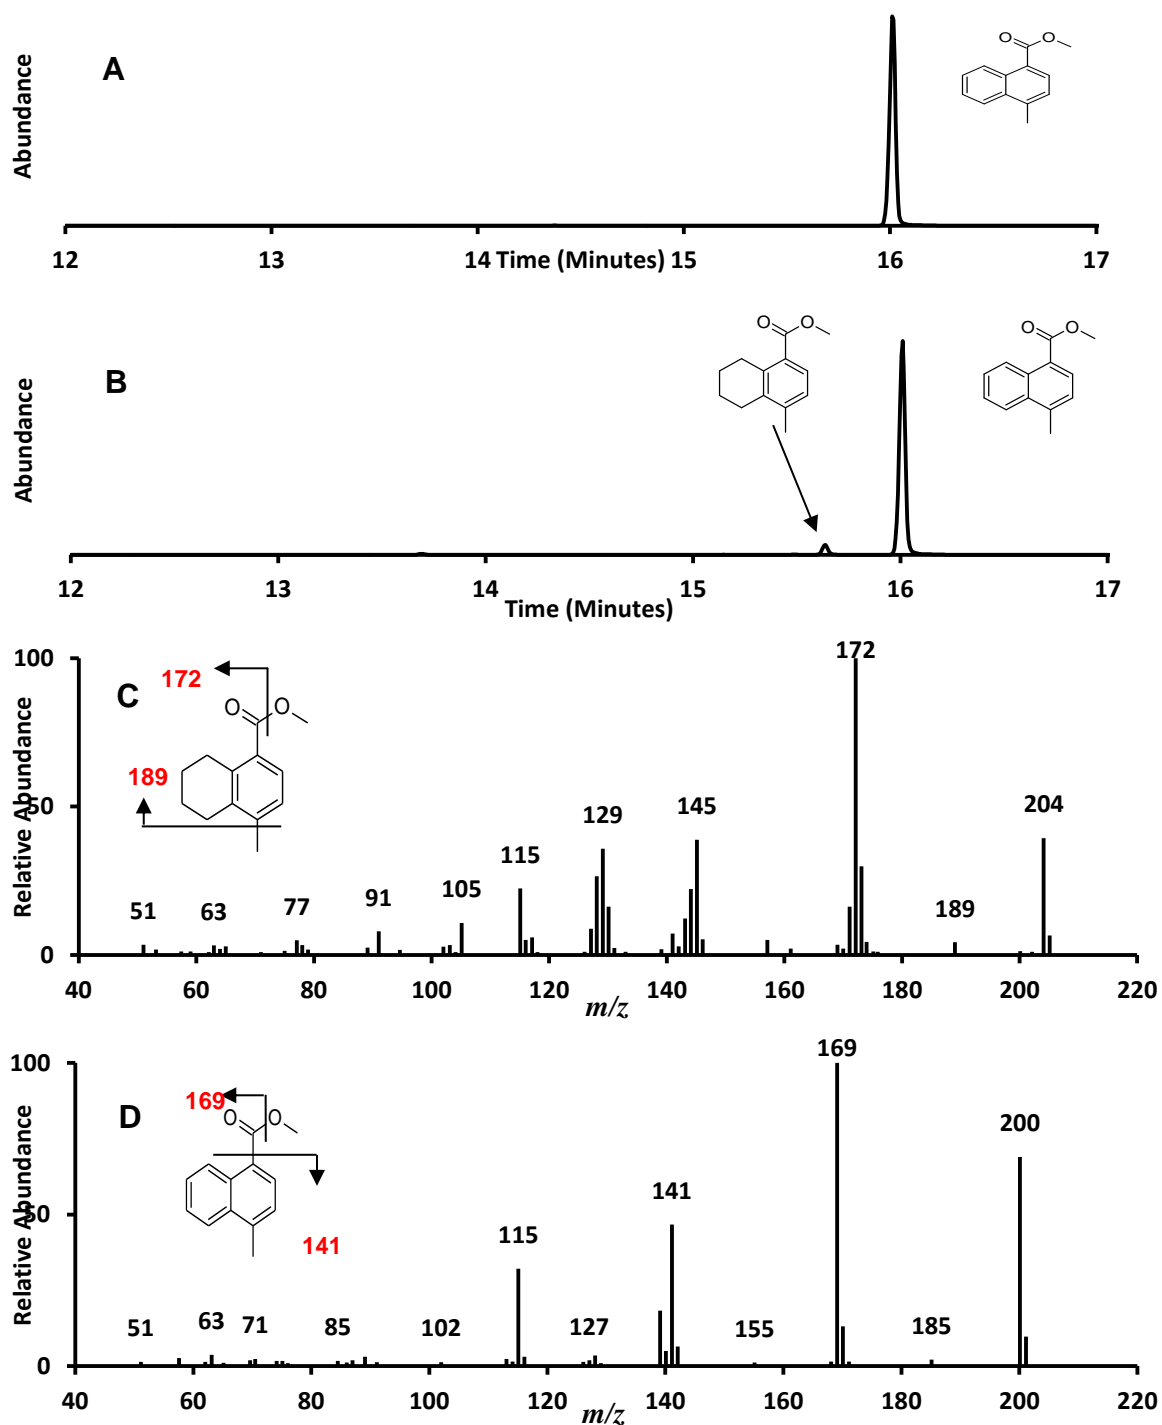 A
Abundance
O
O
12 13 14 Time (Minutes) 15 16 17
B
Abundance
O
O
O
O
12 13 14 15 16 17
Time (Minutes)
C
Relative Abundance
100
50
0
172
189
O
O
51 63 77 91 105 115 129 145 172 189 204
40 60 80 100 120 140 160 180 200 220
m/z
D
Relative Abundance
100
50
0
169
O
O
141
51 63 71 85 102 115 127 141 155 169 185 200
40 60 80 100 120 140 160 180 200 220
m/z